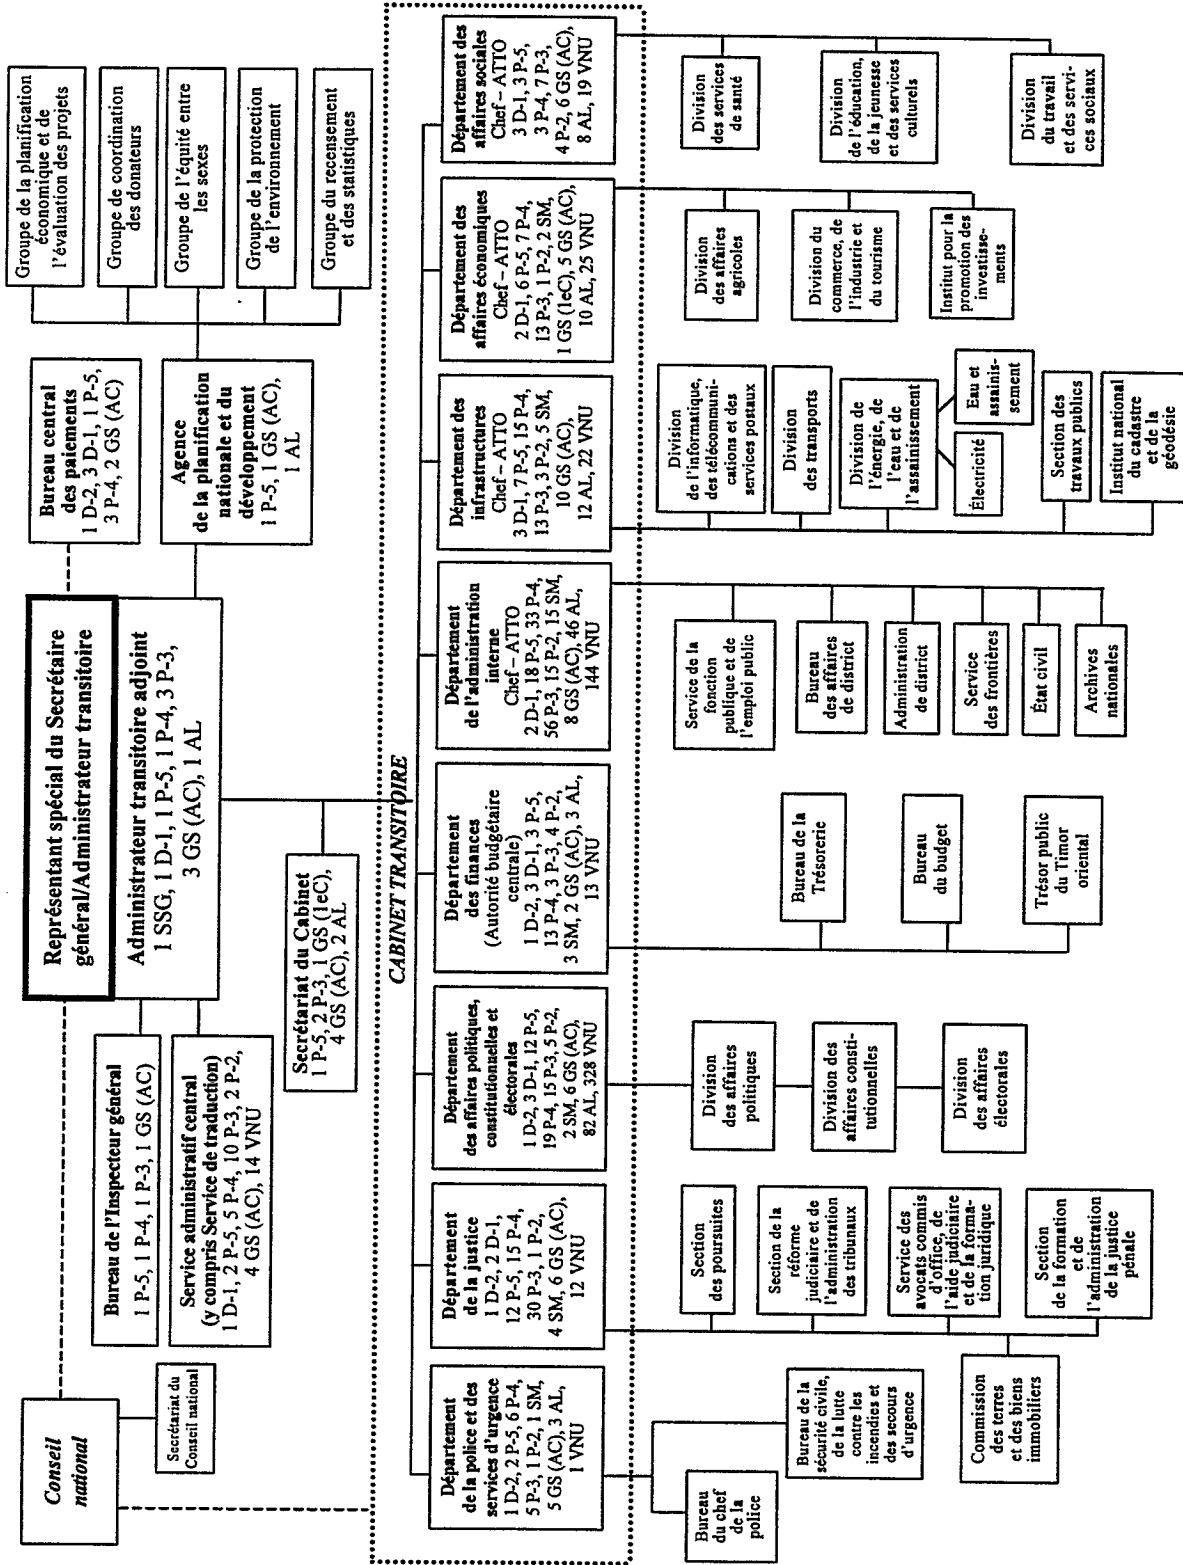 Conseil
national
Secrétariat du
Conseil national
Représentant spécial du Secrétaire
général/Administrateur transitoire
Administrateur transitoire adjoint
1 SSG, 1 D-1, 1 P-5, 1 P-4, 3 P-3,
3 GS (AC), 1 AL
Bureau de l'Inspecteur général
1 P-5, 1 P-4, 1 P-3, 1 GS (AC)
Service administratif central
(y compris Service de traduction)
1 D-1, 2 P-5, 5 P-4, 10 P-3, 2 P-2,
4 GS (AC), 14 VNU
Secrétariat du Cabinet
1 P-5, 2 P-3, 1 GS (1eC),
4 GS (AC), 2 AL
Bureau central
des paiements
1 D-2, 3 D-1, 1 P-5,
3 P-4, 2 GS (AC)
Agence
de la planification
nationale et du
développement
1 P-5, 1 GS (AC),
1 AL
Groupe de la planification
économique et de
l'évaluation des projets
Groupe de coordination
des donateurs
Groupe de l'équité entre
les sexes
Groupe de la protection
de l'environnement
Groupe du recensement
et des statistiques
CABINET TRANSITOIRE
Département
de la police et des
services d'urgence
1 D-2, 2 P-5, 6 P-4,
5 P-3, 1 P-2, 1 SM,
5 GS (AC), 3 AL,
1 VNU
Bureau
du chef
de la
police
Bureau de la
sécurité civile,
de la lutte
contre les
incendies et
des secours
d'urgence
Département
de la justice
1 D-2, 2 D-1,
12 P-5, 15 P-4,
30 P-3, 1 P-2,
4 SM, 6 GS (AC),
12 VNU
Section
des poursuites
Section de la
réforme
judiciaire et de
l'administration
des tribunaux
Service des
avocats commis
d'office, de
l'aide judiciaire
et de la forma-
tion juridique
Section
de la formation
et de
l'administration
de la justice
pénale
Commission
des terres
et des biens
immobiliers
Département
des affaires politiques,
constitutionnelles et
électorales
1 D-2, 3 D-1, 12 P-5,
19 P-4, 15 P-3, 5 P-2,
2 SM, 6 GS (AC),
82 AL, 328 VNU
Division
des affaires
politiques
Division des
affaires consti-
tutionnelles
Division
des affaires
électorales
Département
des finances
(Autorité budgétaire
centrale)
1 D-2, 3 D-1, 3 P-5,
13 P-4, 3 P-3, 4 P-2,
3 SM, 2 GS (AC), 3 AL,
13 VNU
Bureau de la
Trésorerie
Bureau
du budget
Trésor public
du Timor
oriental
Département
de l'administration
interne
Chef – ATTO
2 D-1, 18 P-5, 33 P-4,
56 P-3, 15 P-2, 15 SM,
8 GS (AC), 46 AL,
144 VNU
Service de la
fonction
publique et de
l'emploi public
Bureau
des affaires
de district
Administration
de district
Service
des frontières
État civil
Archives
nationales
Département des
infrastructures
Chef – ATTO
3 D-1, 7 P-5, 15 P-4,
13 P-3, 3 P-2, 5 SM,
10 GS (AC),
12 AL, 22 VNU
Division
de l'informatique,
des télécommuni-
cations et des
services postaux
Division
des transports
Division de
l'énergie, de
l'eau et de
l'assainissement
Électricité
Eau et
assainis-
sement
Section des
travaux publics
Institut national
du cadastre
et de la
géodésie
Département des
affaires économiques
Chef – ATTO
2 D-1, 6 P-5, 7 P-4,
13 P-3, 1 P-2, 2 SM,
1 GS (1eC), 5 GS (AC),
10 AL, 25 VNU
Division
des affaires
agricoles
Division du
commerce, de
l'industrie et
du tourisme
Institut pour la
promotion des
investisse-
ments
Département des
affaires sociales
Chef – ATTO
3 D-1, 3 P-5,
3 P-4, 7 P-3,
4 P-2, 6 GS (AC)
8 AL, 19 VNU
Division
des services
de santé
Division
de l'éducation,
de la jeunesse
et des services
culturels
Division
du travail
et des servi-
ces sociaux